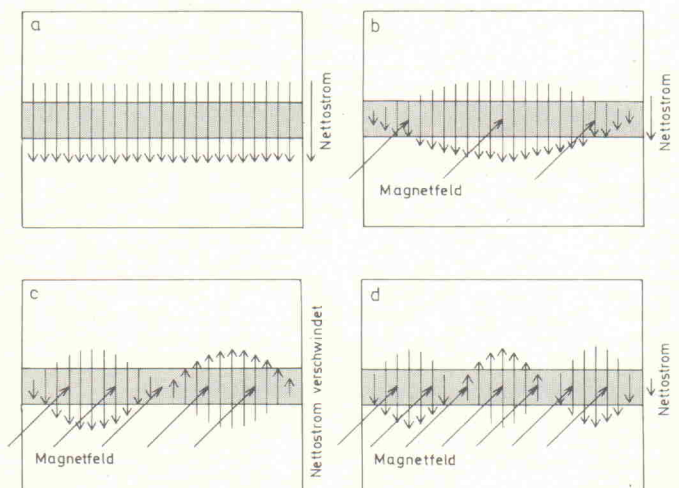 a
Nettostrom
b
Magnetfeld
Nettostrom
c
Magnetfeld
Nettostrom verschwindet
d
Magnetfeld
Nettostrom